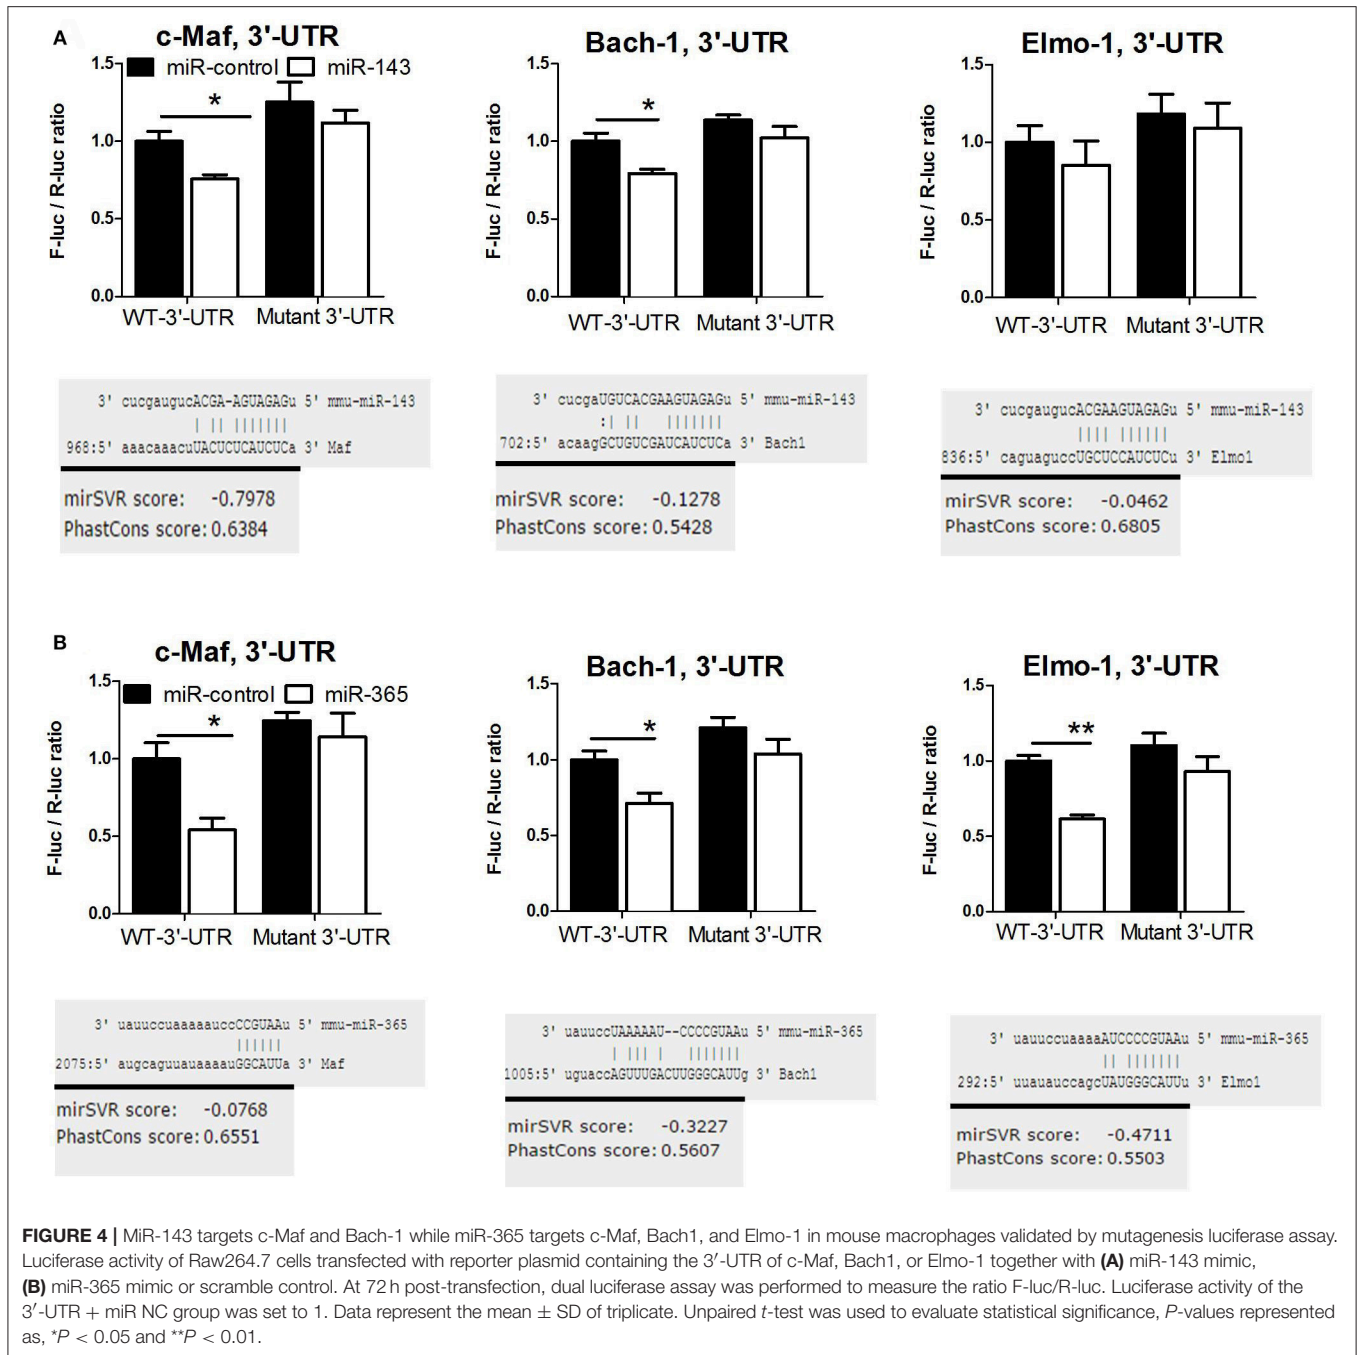 A
c-Maf, 3'-UTR
miR-control miR-143
F-luc / R-luc ratio
1.5
1.0
0.5
0.0
*
WT-3'-UTR Mutant 3'-UTR
Bach-1, 3'-UTR
F-luc / R-luc ratio
1.5
1.0
0.5
0.0
*
WT-3'-UTR Mutant 3'-UTR
Elmo-1, 3'-UTR
F-luc / R-luc ratio
1.5
1.0
0.5
0.0
WT-3'-UTR Mutant 3'-UTR
3' cucgaugucACGA-AGUAGAGu 5' mmu-miR-143
968:5' aaacaaacuUACUCUCAUCUCa 3' Maf
mirSVR score: -0.7978
PhastCons score: 0.6384
3' cucgaUGUCACGAAGUAGAGu 5' mmu-miR-143
702:5' acaagGCUGUCGAUCAUCUCa 3' Bach1
mirSVR score: -0.1278
PhastCons score: 0.5428
3' cucgaugucACGAAGUAGAGu 5' mmu-miR-143
836:5' caguaguccUGCUCCAUCUCu 3' Elmo1
mirSVR score: -0.0462
PhastCons score: 0.6805
B
c-Maf, 3'-UTR
miR-control miR-365
F-luc / R-luc ratio
1.5
1.0
0.5
0.0
*
WT-3'-UTR Mutant 3'-UTR
Bach-1, 3'-UTR
F-luc / R-luc ratio
1.5
1.0
0.5
0.0
*
WT-3'-UTR Mutant 3'-UTR
Elmo-1, 3'-UTR
F-luc / R-luc ratio
1.5
1.0
0.5
0.0
**
WT-3'-UTR Mutant 3'-UTR
3' uauuccuaaaaauccCCGUAAu 5' mmu-miR-365
2075:5' augcaguuauaaaauGGCAUUa 3' Maf
mirSVR score: -0.0768
PhastCons score: 0.6551
3' uauuccUAAAAAU--CCCCGUAAu 5' mmu-miR-365
1005:5' uguaccAGUUUGACUUGGGCAUUg 3' Bach1
mirSVR score: -0.3227
PhastCons score: 0.5607
3' uauuccuaaaaAUCCCCGUAAu 5' mmu-miR-365
292:5' uuauauccagcUAUGGGCAUUu 3' Elmo1
mirSVR score: -0.4711
PhastCons score: 0.5503
FIGURE 4 | MiR-143 targets c-Maf and Bach-1 while miR-365 targets c-Maf, Bach1, and Elmo-1 in mouse macrophages validated by mutagenesis luciferase assay.
Luciferase activity of Raw264.7 cells transfected with reporter plasmid containing the 3′-UTR of c-Maf, Bach1, or Elmo-1 together with (A) miR-143 mimic,
(B) miR-365 mimic or scramble control. At 72 h post-transfection, dual luciferase assay was performed to measure the ratio F-luc/R-luc. Luciferase activity of the
3′-UTR + miR NC group was set to 1. Data represent the mean ± SD of triplicate. Unpaired t-test was used to evaluate statistical significance, P-values represented
as, *P < 0.05 and **P < 0.01.